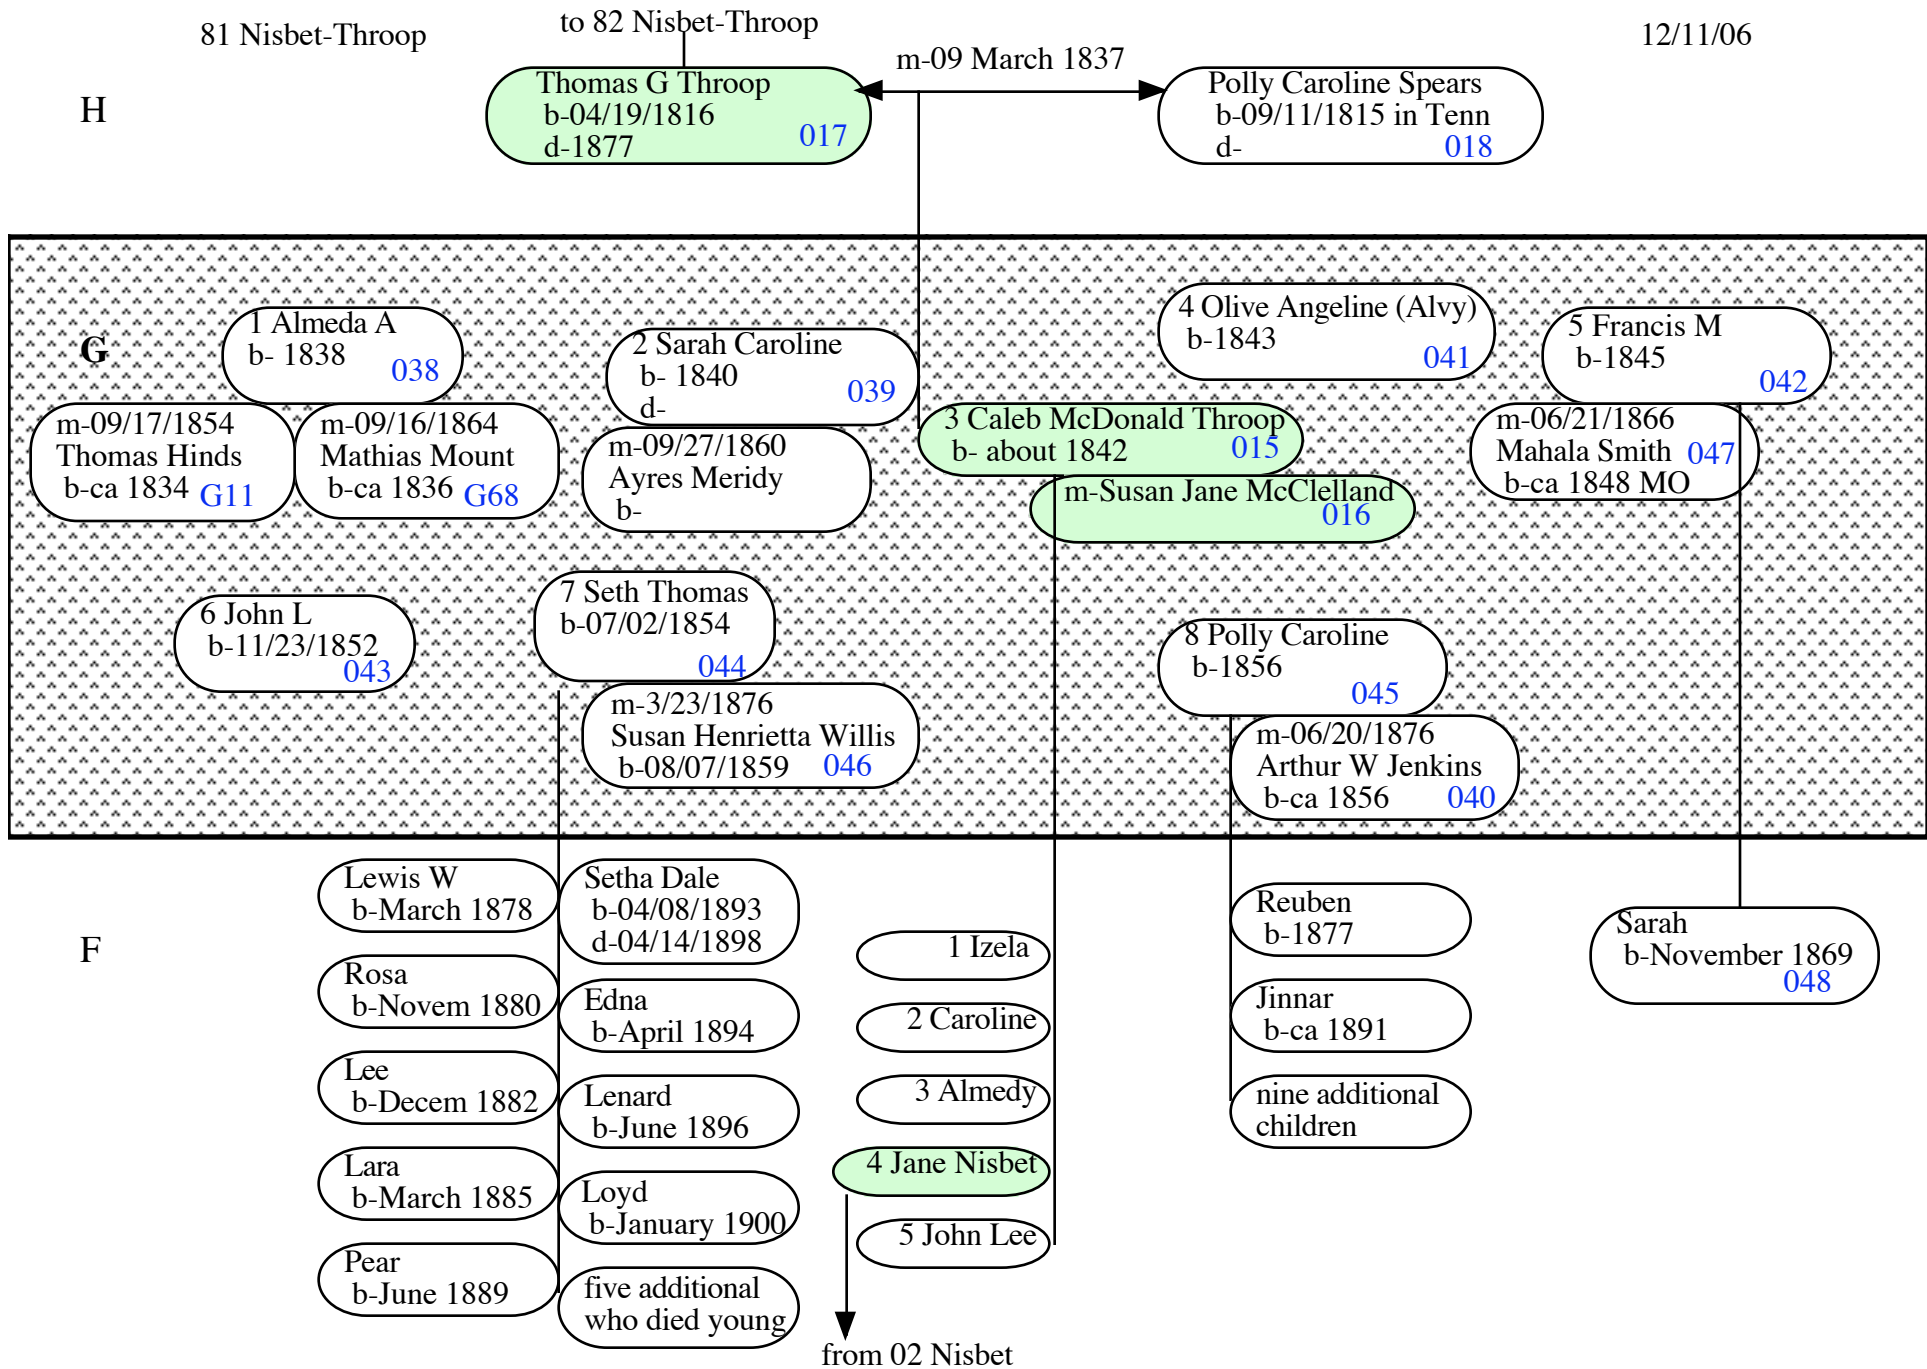 81 Nisbet-Throop
to 82 Nisbet-Throop
12/11/06
m-09 March 1837
H
Thomas G Throop
b-04/19/1816
d-1877
017
Polly Caroline Spears
b-09/11/1815 in Tenn
d-
018
G
1 Almeda A
b- 1838
038
m-09/17/1854
Thomas Hinds
b-ca 1834 G11
m-09/16/1864
Mathias Mount
b-ca 1836 G68
2 Sarah Caroline
b- 1840
039
d-
m-09/27/1860
Ayres Meridy
b-
3 Caleb McDonald Throop
b- about 1842 015
m-Susan Jane McClelland
016
4 Olive Angeline (Alvy)
b-1843
041
5 Francis M
b-1845
042
m-06/21/1866
Mahala Smith 047
b-ca 1848 MO
6 John L
b-11/23/1852
043
7 Seth Thomas
b-07/02/1854
044
m-3/23/1876
Susan Henrietta Willis
b-08/07/1859 046
8 Polly Caroline
b-1856
045
m-06/20/1876
Arthur W Jenkins
b-ca 1856 040
F
Lewis W
b-March 1878
Rosa
b-Novem 1880
Lee
b-Decem 1882
Lara
b-March 1885
Pear
b-June 1889
Setha Dale
b-04/08/1893
d-04/14/1898
Edna
b-April 1894
Lenard
b-June 1896
Loyd
b-January 1900
five additional
who died young
1 Izela
2 Caroline
3 Almedy
4 Jane Nisbet
5 John Lee
from 02 Nisbet
Reuben
b-1877
Jinnar
b-ca 1891
nine additional
children
Sarah
b-November 1869
048